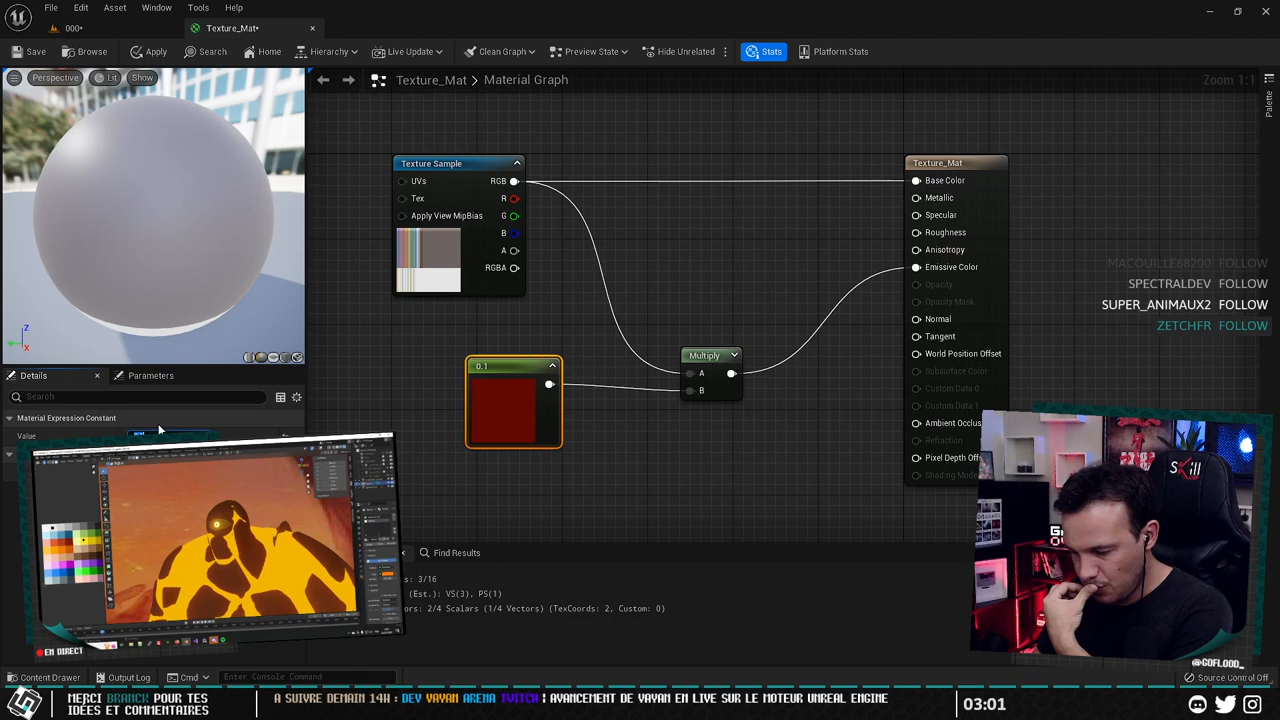 File Edit Asset Window Tools Help
000•
Texture_Mat•
Save Browse Apply Search Home Hierarchy Live Update Clean Graph Preview State Hide Unrelated Stats Platform Stats
Perspective Lit Show
Texture_Mat > Material Graph
Zoom 1:1
Palette
Texture Sample
UVs RGB
Tex R
Apply View MipBias G
B
A
RGBA
0.1
Multiply
A
B
Texture_Mat
Base Color
Metallic
Specular
Roughness
Anisotropy
Emissive Color
Opacity
Opacity Mask
Normal
Tangent
World Position Offset
Subsurface Color
Custom Data 0
Custom Data 1
Ambient Occlus
Refraction
Pixel Depth Off
Shading Mode
MACOUILLE68200 FOLLOW
SPECTRALDEV FOLLOW
SUPER_ANIMAUX2 FOLLOW
ZETCHFR FOLLOW
Z
X
Details Parameters
Search
Material Expression Constant
Value
Find Results
s: 3/16
(Est.): VS(3), PS(1)
ors: 2/4 Scalars (1/4 Vectors) (TexCoords: 2, Custom: 0)
SKILL
EN DIRECT
@GOFLOOD_
Content Drawer Output Log Cmd Enter Console Command
Source Control Off
MERCI BRANCK POUR TES
IDEES ET COMMENTAIRES
A SUIVRE DEMAIN 14H : DEV VAYAN ARENA TWITCH : AVANCEMENT DE VAYAN EN LIVE SUR LE MOTEUR UNREAL ENGINE
03:01